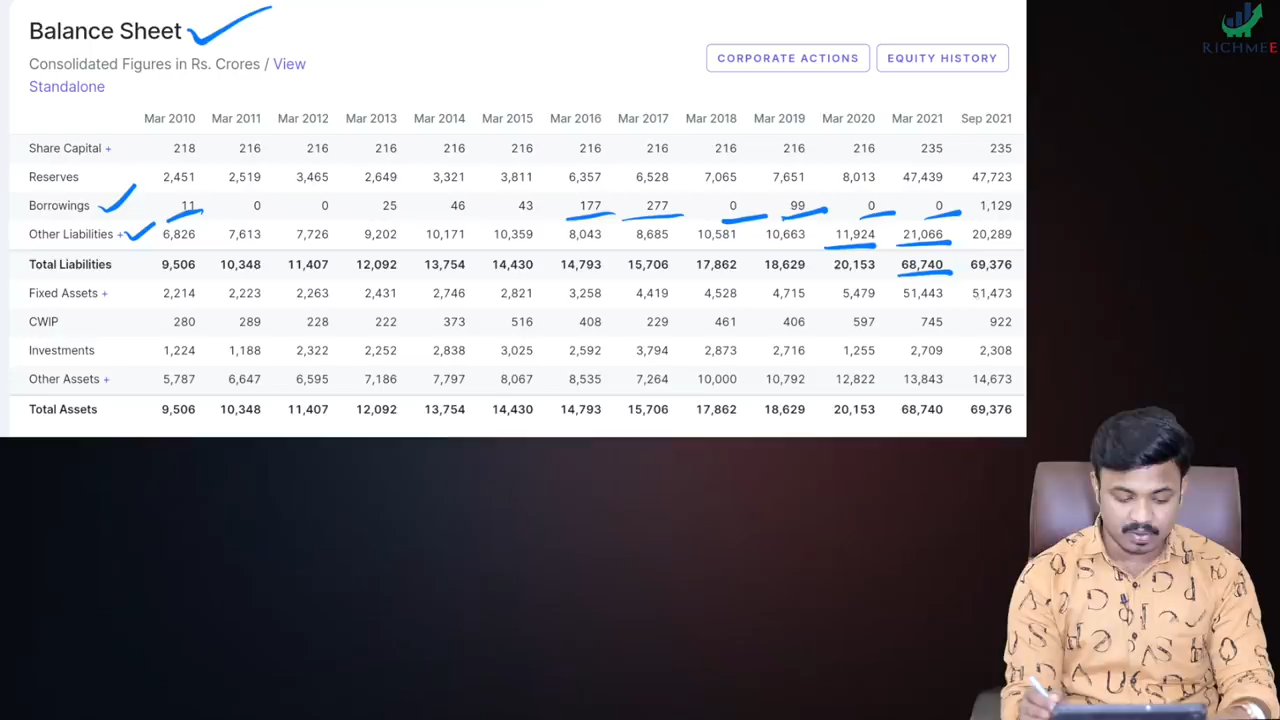 Balance Sheet
RICHMEE
Consolidated Figures in Rs. Crores / View
Standalone
CORPORATE ACTIONS EQUITY HISTORY
Mar 2010 Mar 2011 Mar 2012 Mar 2013 Mar 2014 Mar 2015 Mar 2016 Mar 2017 Mar 2018 Mar 2019 Mar 2020 Mar 2021 Sep 2021
Share Capital + 218 216 216 216 216 216 216 216 216 216 216 235 235
Reserves 2,451 2,519 3,465 2,649 3,321 3,811 6,357 6,528 7,065 7,651 8,013 47,439 47,723
Borrowings 11 0 0 25 46 43 177 277 0 99 0 0 1,129
Other Liabilities + 6,826 7,613 7,726 9,202 10,171 10,359 8,043 8,685 10,581 10,663 11,924 21,066 20,289
Total Liabilities 9,506 10,348 11,407 12,092 13,754 14,430 14,793 15,706 17,862 18,629 20,153 68,740 69,376
Fixed Assets + 2,214 2,223 2,263 2,431 2,746 2,821 3,258 4,419 4,528 4,715 5,479 51,443 51,473
CWIP 280 289 228 222 373 516 408 229 461 406 597 745 922
Investments 1,224 1,188 2,322 2,252 2,838 3,025 2,592 3,794 2,873 2,716 1,255 2,709 2,308
Other Assets + 5,787 6,647 6,595 7,186 7,797 8,067 8,535 7,264 10,000 10,792 12,822 13,843 14,673
Total Assets 9,506 10,348 11,407 12,092 13,754 14,430 14,793 15,706 17,862 18,629 20,153 68,740 69,376